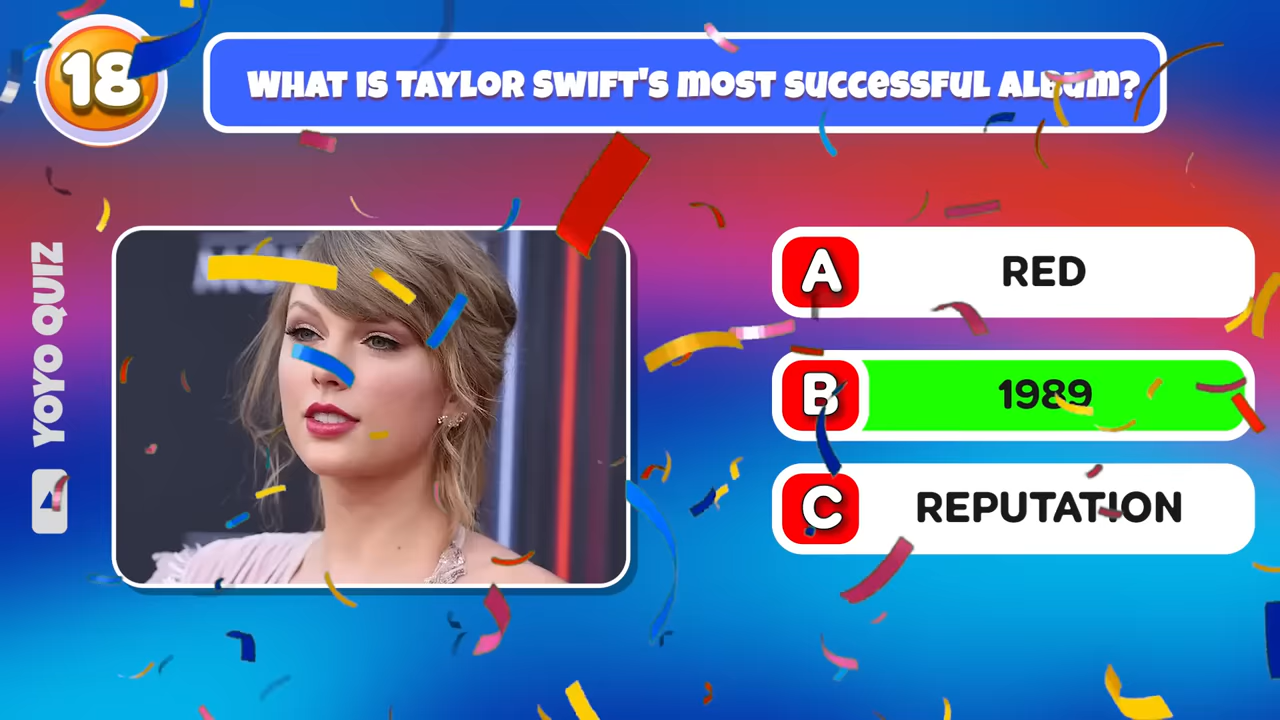 18
WHAT IS TAYLOR SWIFT'S MOST SUCCESSFUL ALBUM?
YOYO QUIZ
A
RED
B
1989
C
REPUTATION